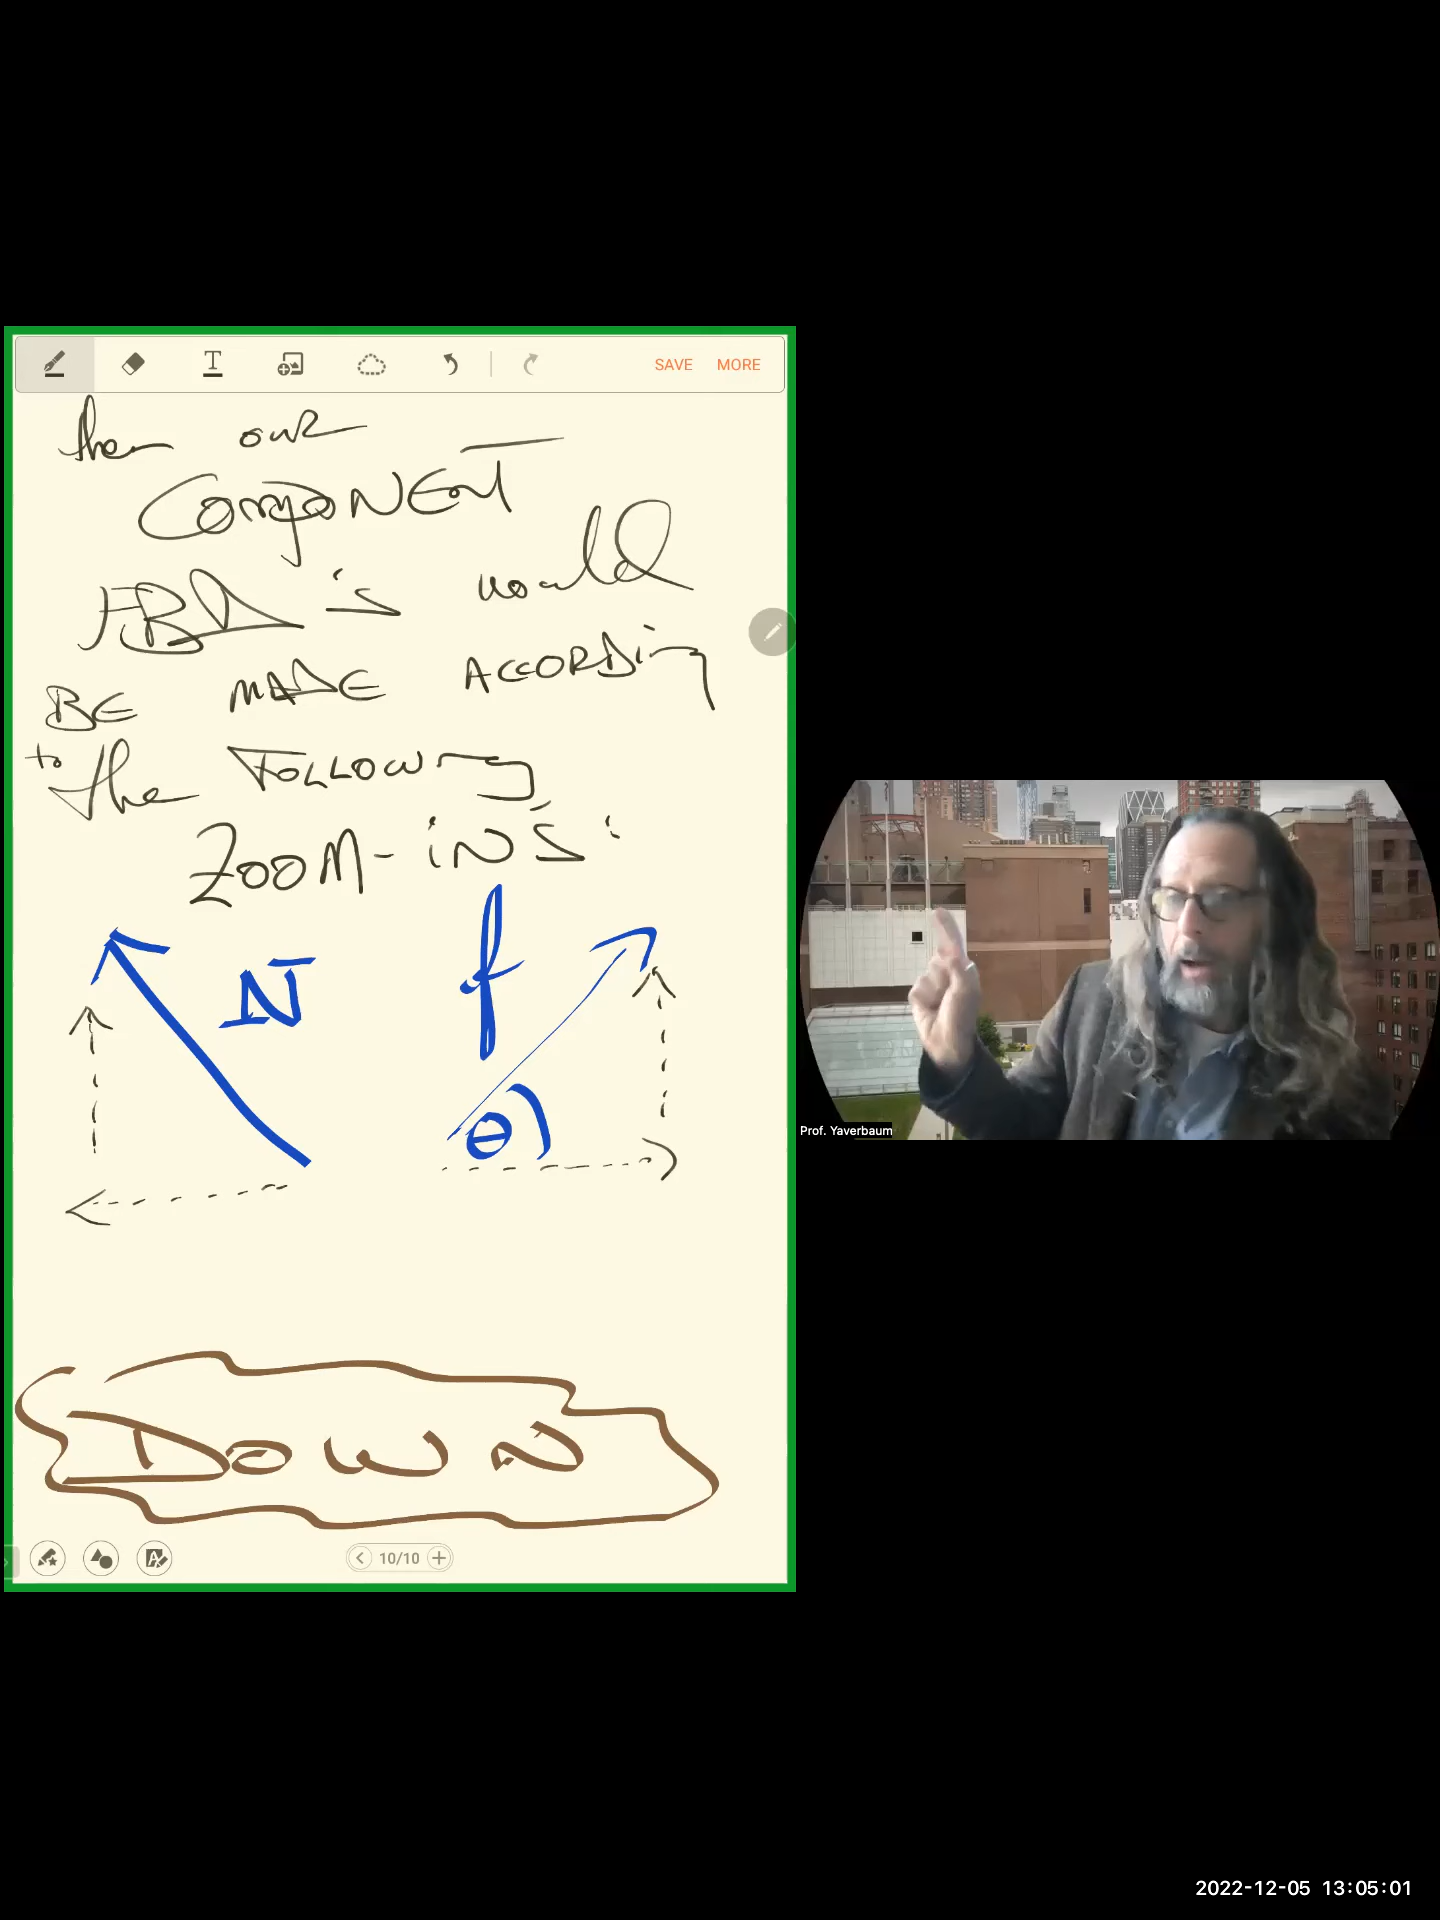 T
SAVE MORE
then our
COMPONENT
FBD's would
BE MADE ACCORDing
to the FOLLOWing
ZOOM-iNS:
N f
θ
DOWN
10/10
Prof. Yaverbaum
2022-12-05 13:05:01